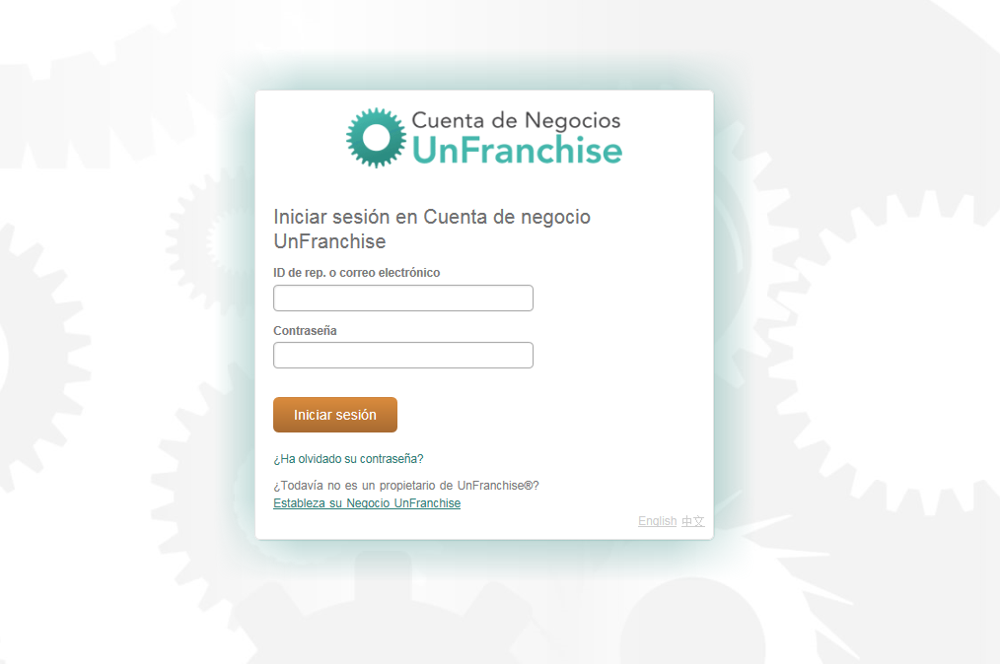 Cuenta de Negocios
UnFranchise
Iniciar sesión en Cuenta de negocio
UnFranchise
ID de rep. o correo electrónico
Contraseña
Iniciar sesión
¿Ha olvidado su contraseña?
¿Todavía no es un propietario de UnFranchise®?
Estableza su Negocio UnFranchise
English 中文